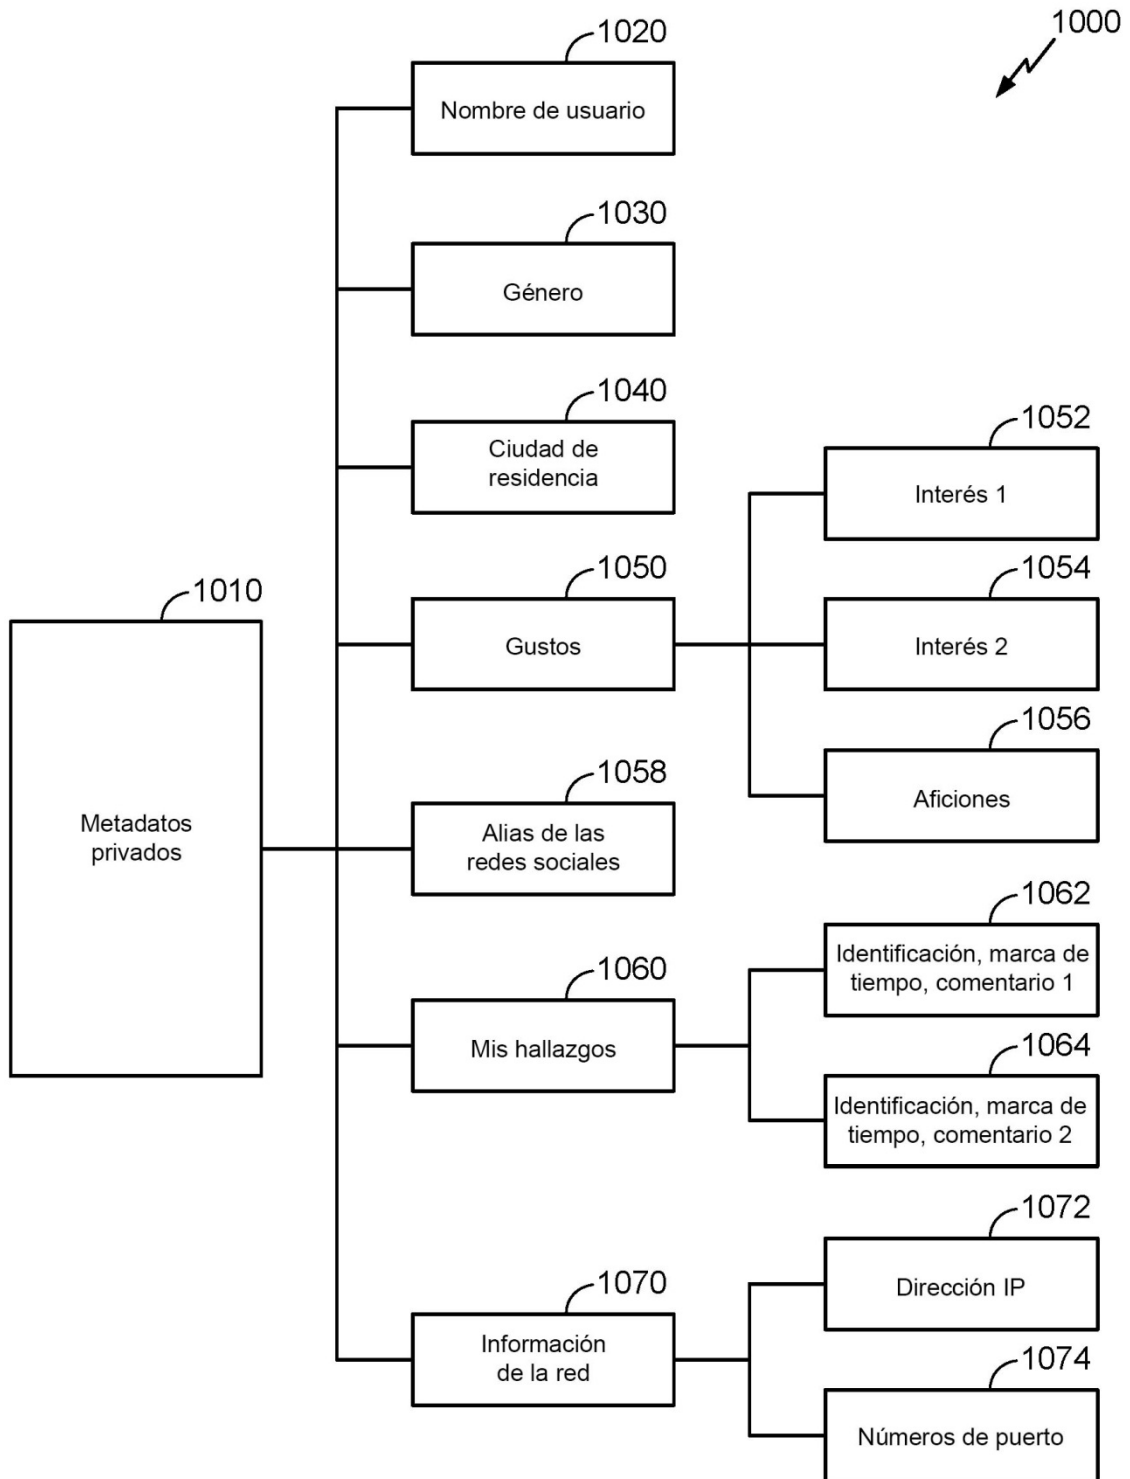 1000
1020
Nombre de usuario
1030
Género
1040
Ciudad de
residencia
1050
Gustos
1052
Interés 1
1054
Interés 2
1056
Aficiones
1010
Metadatos
privados
1058
Alias de las
redes sociales
1060
Mis hallazgos
1062
Identificación, marca de
tiempo, comentario 1
1064
Identificación, marca de
tiempo, comentario 2
1070
Información
de la red
1072
Dirección IP
1074
Números de puerto